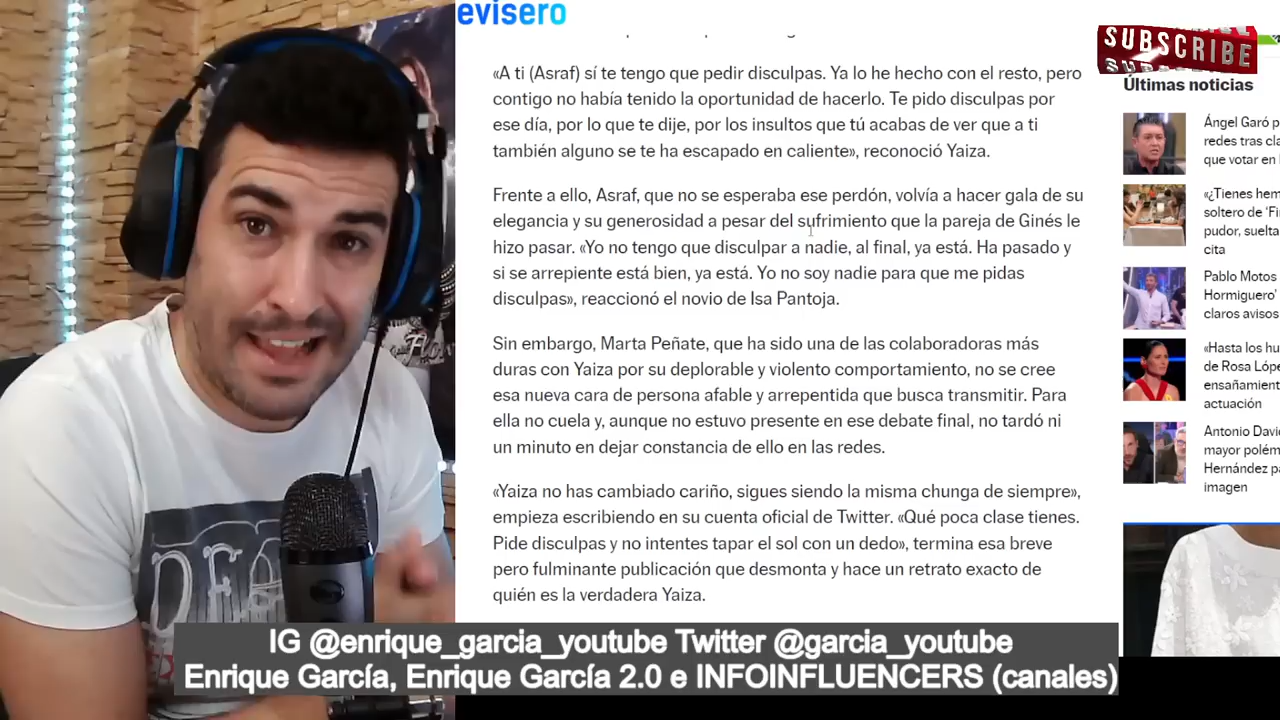 evisero
SUBSCRIBE
«A ti (Asraf) sí te tengo que pedir disculpas. Ya lo he hecho con el resto, pero
contigo no había tenido la oportunidad de hacerlo. Te pido disculpas por
ese día, por lo que te dije, por los insultos que tú acabas de ver que a ti
también alguno se te ha escapado en caliente», reconoció Yaiza.
Frente a ello, Asraf, que no se esperaba ese perdón, volvía a hacer gala de su
elegancia y su generosidad a pesar del sufrimiento que la pareja de Ginés le
hizo pasar. «Yo no tengo que disculpar a nadie, al final, ya está. Ha pasado y
si se arrepiente está bien, ya está. Yo no soy nadie para que me pidas
disculpas», reaccionó el novio de Isa Pantoja.
Sin embargo, Marta Peñate, que ha sido una de las colaboradoras más
duras con Yaiza por su deplorable y violento comportamiento, no se cree
esa nueva cara de persona afable y arrepentida que busca transmitir. Para
ella no cuela y, aunque no estuvo presente en ese debate final, no tardó ni
un minuto en dejar constancia de ello en las redes.
«Yaiza no has cambiado cariño, sigues siendo la misma chunga de siempre»,
empieza escribiendo en su cuenta oficial de Twitter. «Qué poca clase tienes.
Pide disculpas y no intentes tapar el sol con un dedo», termina esa breve
pero fulminante publicación que desmonta y hace un retrato exacto de
quién es la verdadera Yaiza.
Últimas noticias
Ángel Garó p
redes tras cla
que votar en
«¿Tienes hem
soltero de 'Fi
pudor, suelta
cita
Pablo Motos
Hormiguero'
claros avisos
«Hasta los hu
de Rosa Lópe
ensañamient
actuación
Antonio Davi
mayor polém
Hernández pa
imagen
IG @enrique_garcia_youtube Twitter @garcia_youtube
Enrique García, Enrique García 2.0 e INFOINFLUENCERS (canales)